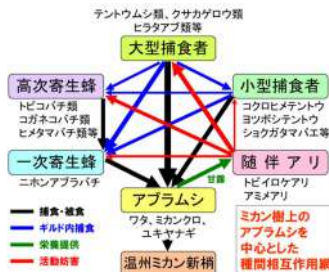 テントウムシ類、クサカゲロウ類
ヒラタアブ類等
大型捕食者
高次寄生蜂
小型捕食者
トビコバチ類
コガネコバチ類
ヒメタマバチ類等
コクロヒメテントウ
ヨツボシテントウ
ショクガタマバエ等
一次寄生蜂
随伴アリ
ニホンアブラバチ
甘露
アブラムシ
トビイロケアリ
アミメアリ
ワタ、ミカンクロ、
ユキヤナギ
捕食・被食
ギルド内捕食
栄養提供
活動妨害
温州ミカン新梢
ミカン樹上の
アブラムシを
中心とした
種間相互作用網